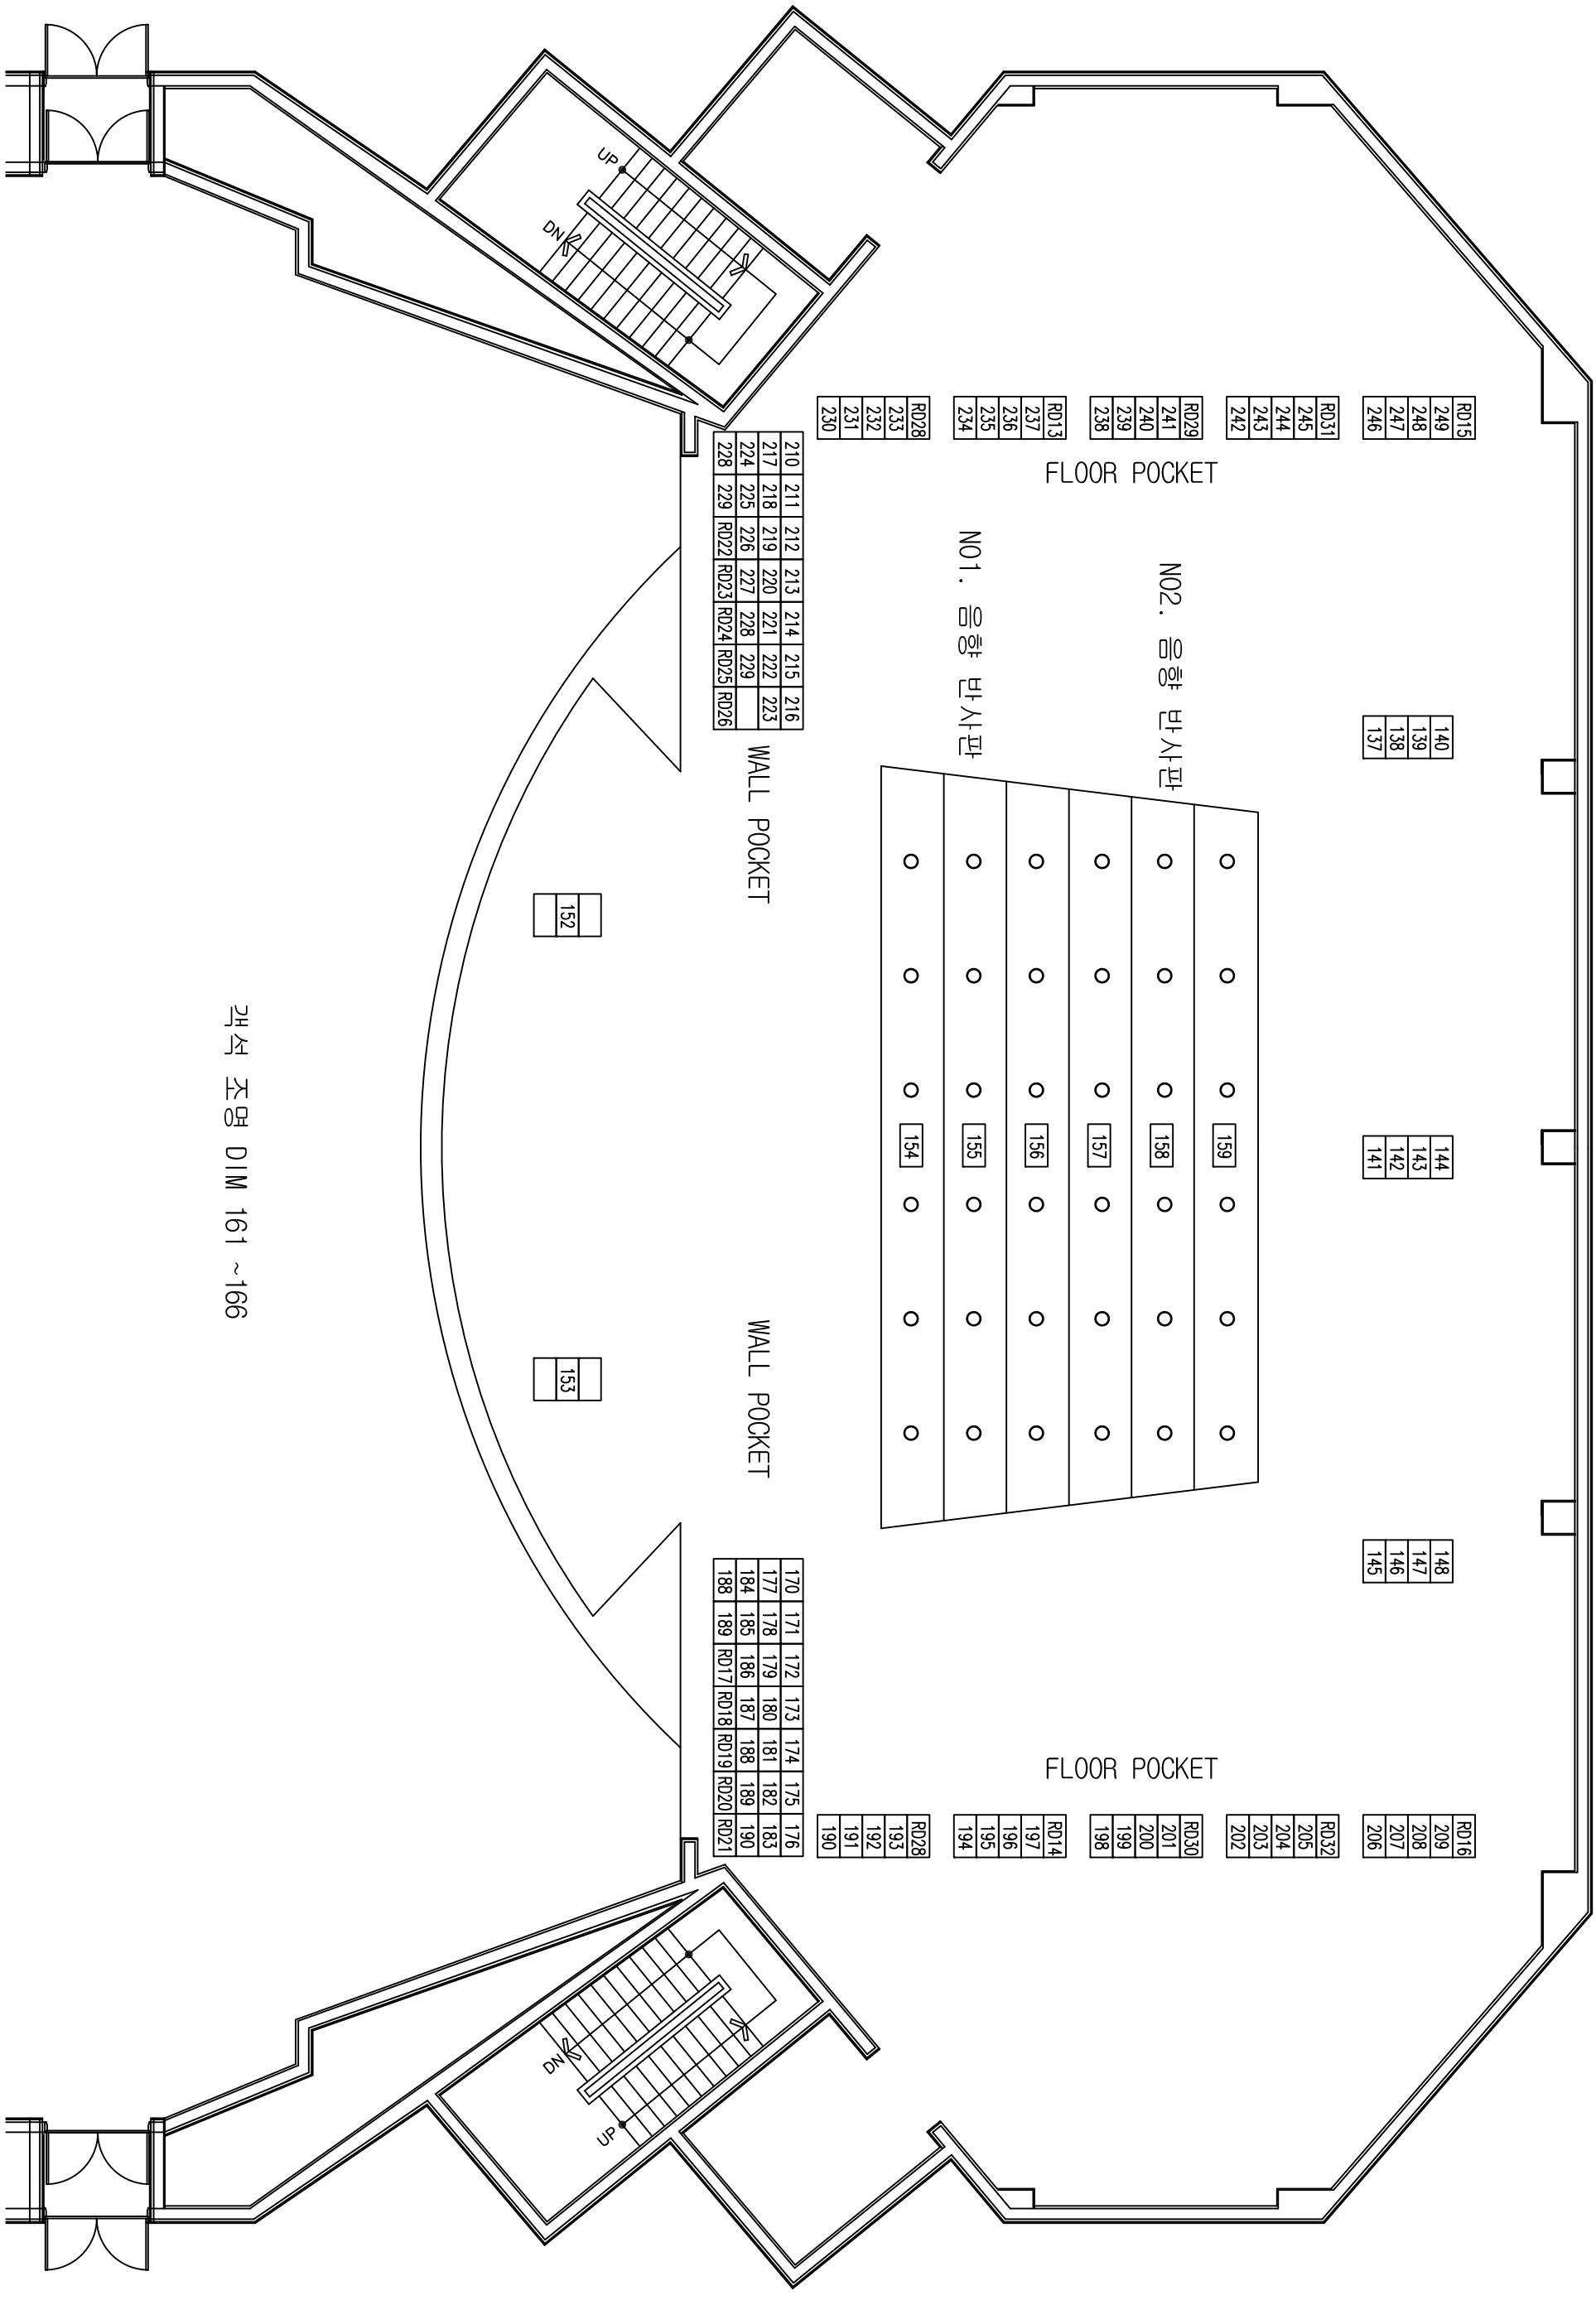 UP
DN
RD28 233 232 231 230
RD13 237 236 235 234
RD29 241 240 239 238
RD31 245 244 243 242
RD15 249 248 247 246
FLOOR POCKET
210 211 212 213 214 215 216
217 218 219 220 221 222 223
224 225 226 227 228 229
228 229 RD22 RD23 RD24 RD25 RD26
NO1. 음향 반사판
NO2. 음향 반사판
140 139 138 137
WALL POCKET
152
154
155
156
157
158
159
144 143 142 141
객석 조명 DIM 161 ~166
153
WALL POCKET
148 147 146 145
170 171 172 173 174 175 176
177 178 179 180 181 182 183
184 185 186 187 188 189 190
188 189 RD17 RD18 RD19 RD20 RD21
FLOOR POCKET
RD28 193 192 191 190
RD14 197 196 195 194
RD30 201 200 199 198
RD32 205 204 203 202
RD16 209 208 207 206
DN
UP